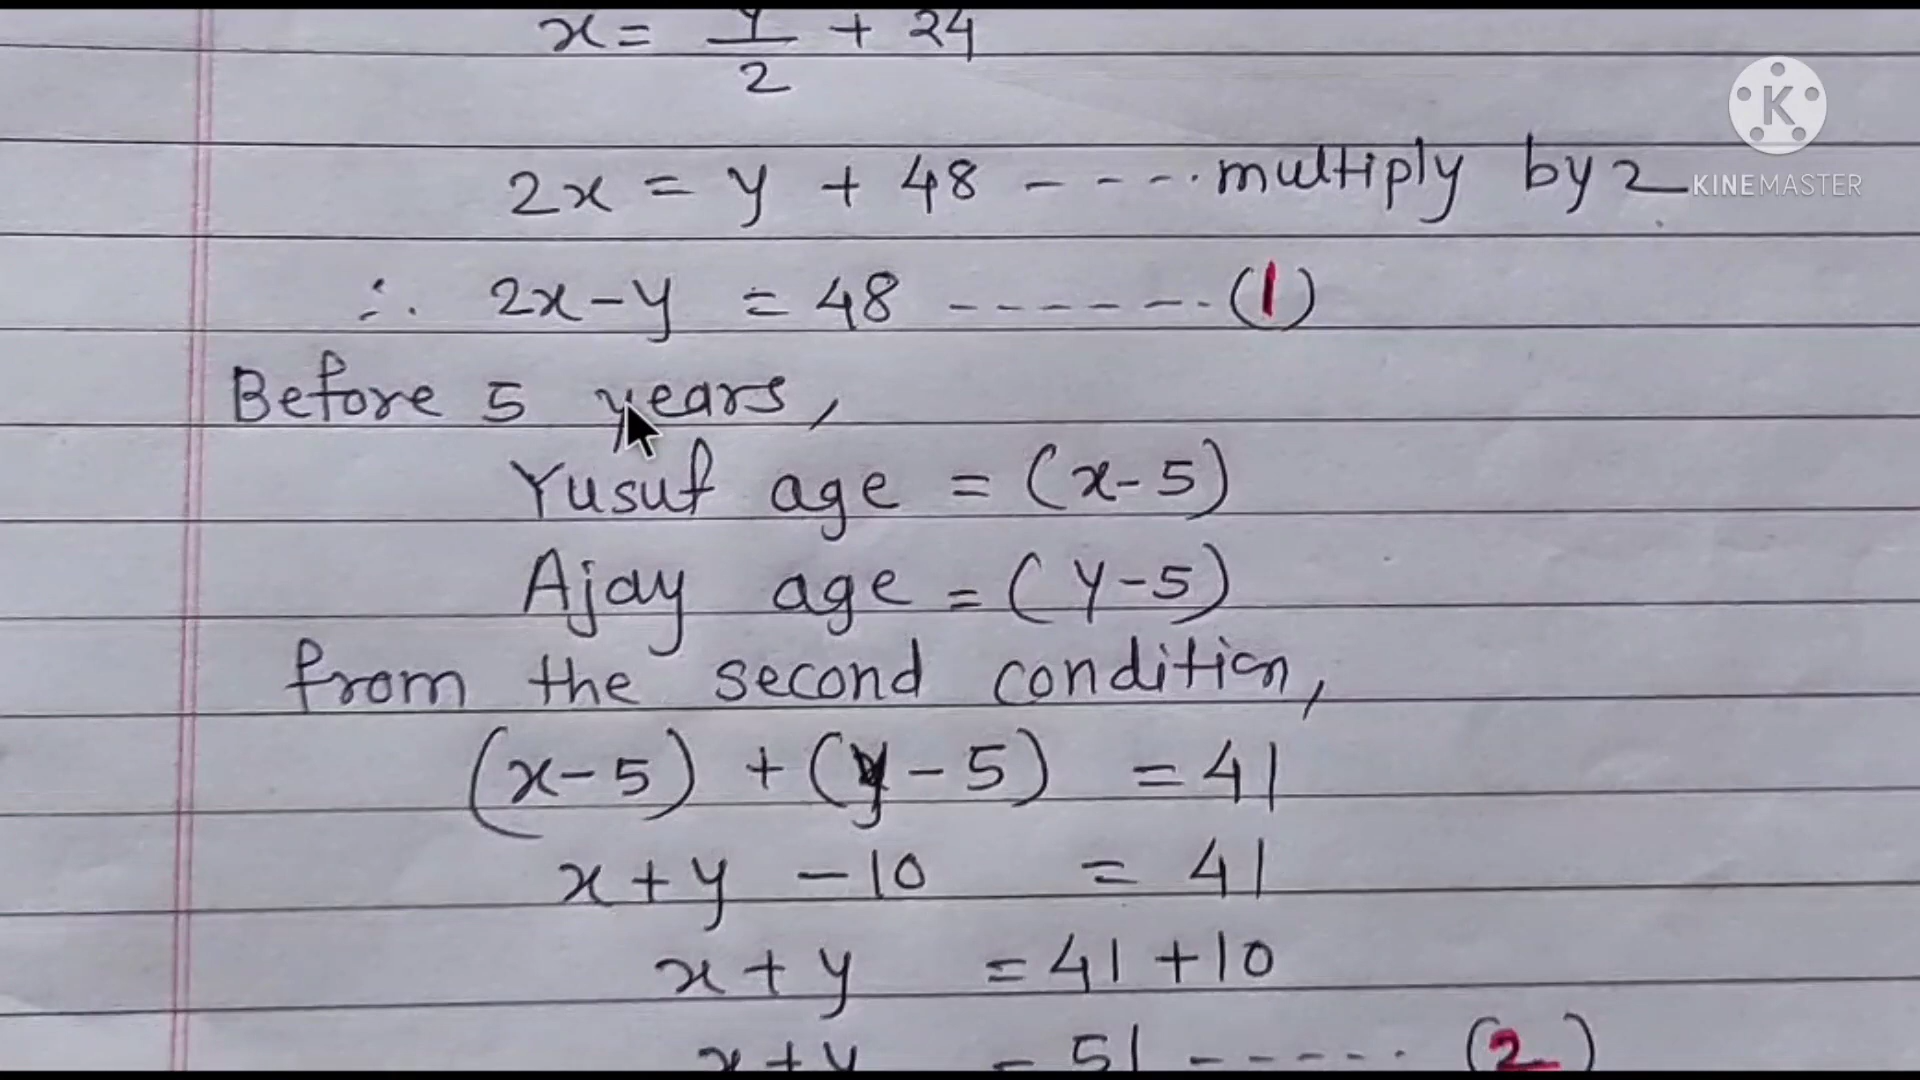 x = y/2 + 24
2x = y + 48 - - - - · multiply by 2
KINEMASTER
∴ 2x - y = 48 - - - - - - - · (1)
Before 5 years,
Yusuf age = (x-5)
Ajay age = (y-5)
from the second condition,
(x-5) + (y-5) = 41
x+y -10 = 41
x+y = 41+10
x+y = 51 - - - - - · (2)